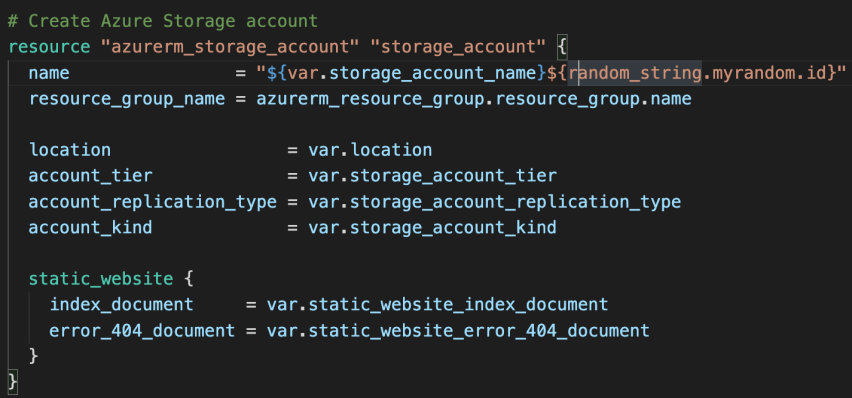 # Create Azure Storage account
resource "azurerm_storage_account" "storage_account" {
  name                     = "${var.storage_account_name}${random_string.myrandom.id}"
  resource_group_name = azurerm_resource_group.resource_group.name

  location                 = var.location
  account_tier             = var.storage_account_tier
  account_replication_type = var.storage_account_replication_type
  account_kind             = var.storage_account_kind

  static_website {
    index_document     = var.static_website_index_document
    error_404_document = var.static_website_error_404_document
  }
}